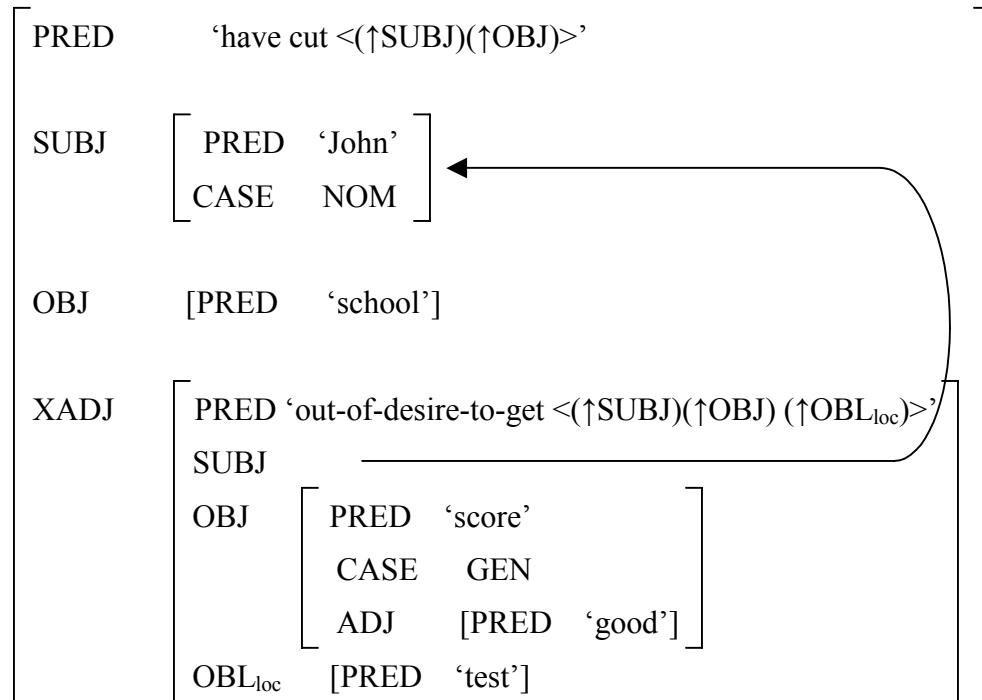 PRED ‘have cut <(↑SUBJ)(↑OBJ)>’
SUBJ PRED ‘John’
CASE NOM
OBJ [PRED ‘school’]
XADJ PRED ‘out-of-desire-to-get <(↑SUBJ)(↑OBJ) (↑OBLloc)>’
SUBJ
OBJ PRED ‘score’
CASE GEN
ADJ [PRED ‘good’]
OBLloc [PRED ‘test’]